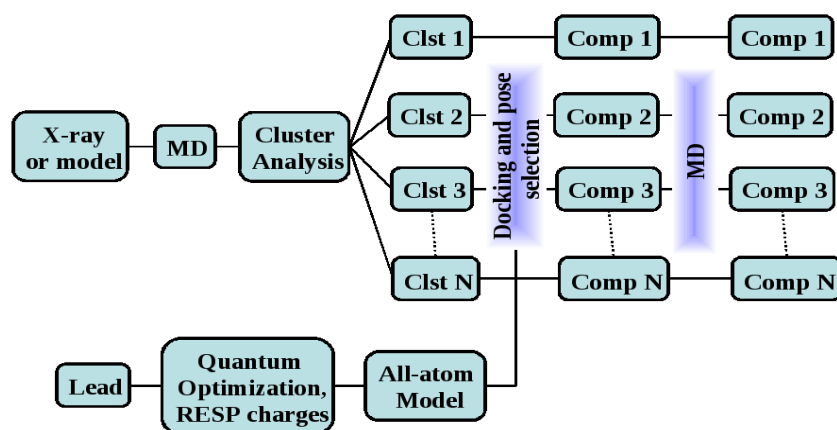 Clst 1
Comp 1
Comp 1
X-ray
or model
MD
Cluster
Analysis
Clst 2
Docking and pose
selection
Comp 2
MD
Comp 2
Clst 3
Comp 3
Comp 3
Clst N
Comp N
Comp N
Lead
Quantum
Optimization,
RESP charges
All-atom
Model